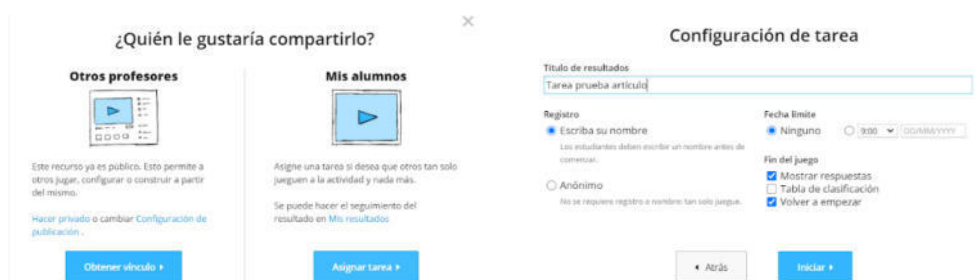 ¿Quién le gustaría compartirlo?
Otros profesores
Este recurso ya es público. Esto permite a
otros jugar, configurar o construir a partir
del mismo.
Hacer privado o cambiar Configuración de
publicación .
Obtener vínculo
Mis alumnos
Asigne una tarea si desea que otros tan solo
jueguen a la actividad y nada más.
Se puede hacer el seguimiento del
resultado en Mis resultados
Asignar tarea
Configuración de tarea
Título de resultados
Tarea prueba artículo
Registro
Escriba su nombre
Los estudiantes deben escribir un nombre antes de
comenzar.
Anónimo
No se requiere registro o nombre: tan solo juegue.
Fecha límite
Ninguno
9:00
DD/MM/YYYY
Fin del juego
Mostrar respuestas
Tabla de clasificación
Volver a empezar
Atrás
Iniciar